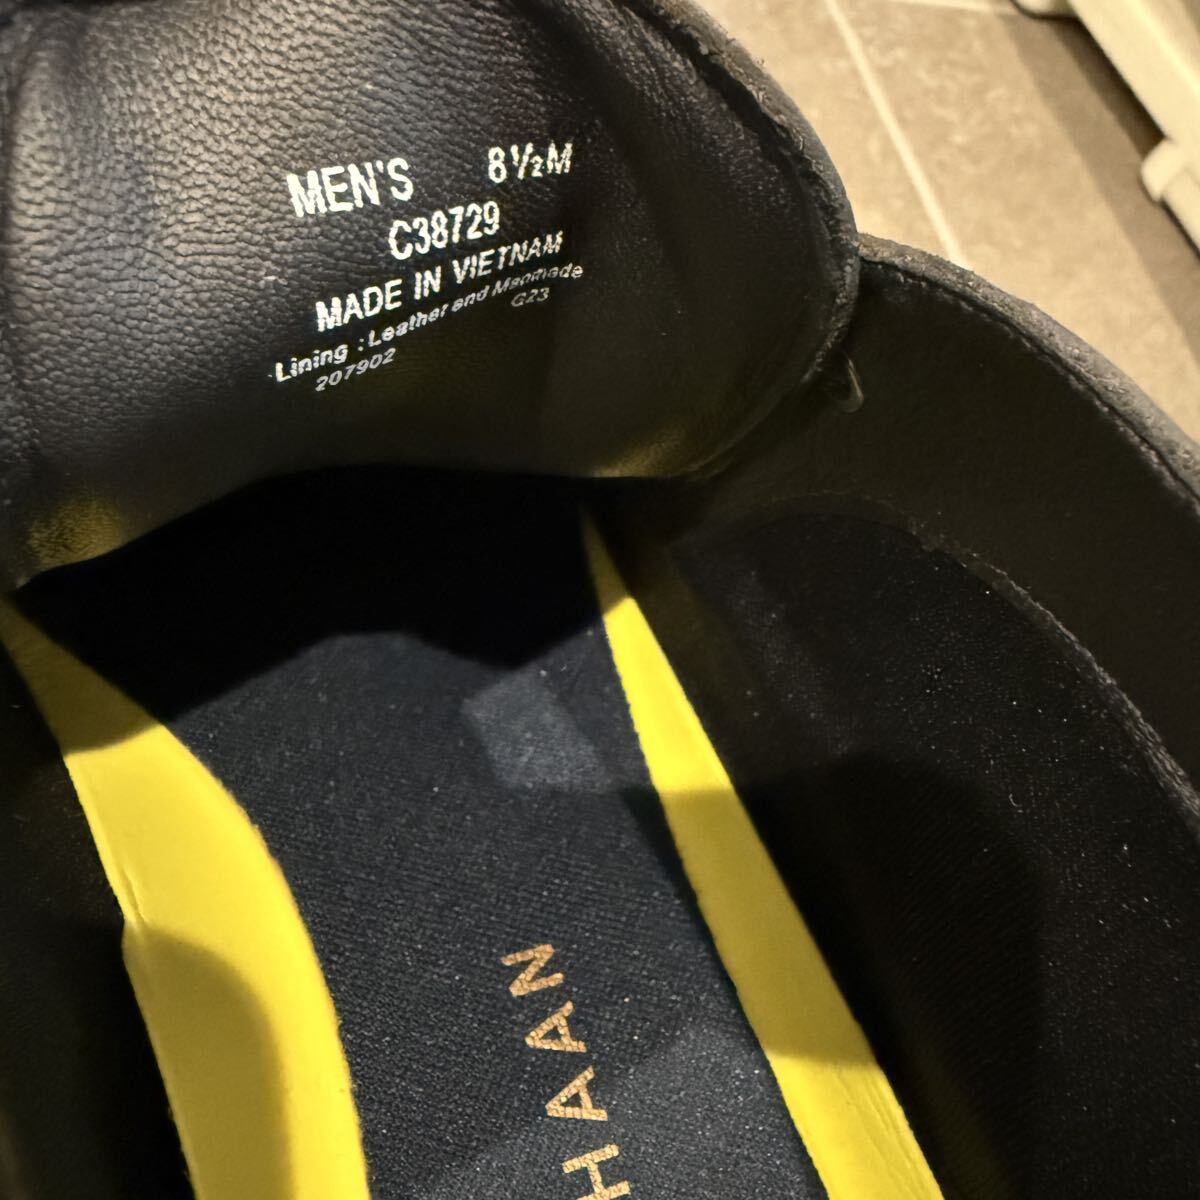 MEN'S 8½M
C38729
MADE IN VIETNAM
Lining : Leather and Manmade
207902 G23
HAAN